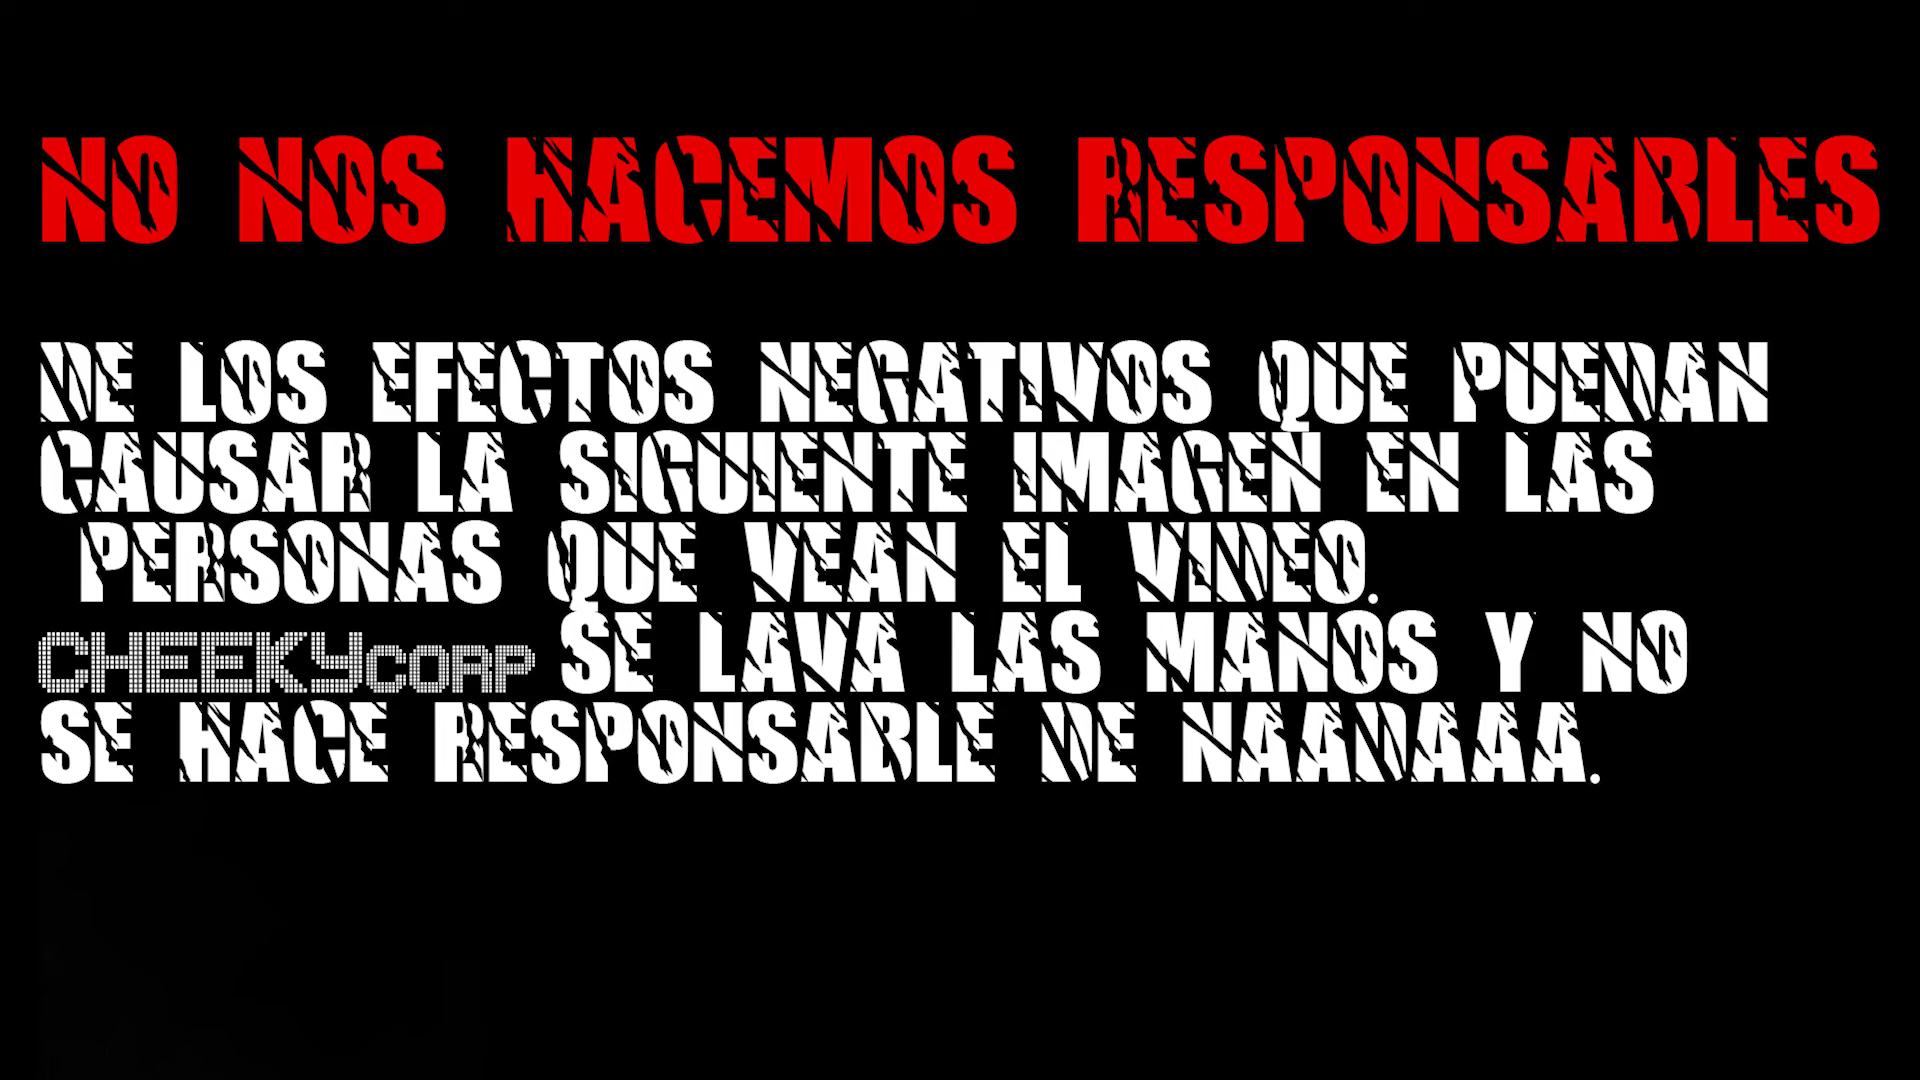 NO NOS HACEMOS RESPONSABLES
DE LOS EFECTOS NEGATIVOS QUE PUEDAN
CAUSAR LA SIGUIENTE IMAGEN EN LAS
PERSONAS QUE VEAN EL VIDEO.
CHEEKYCORP SE LAVA LAS MANOS Y NO
SE HACE RESPONSABLE DE NAADAAA.